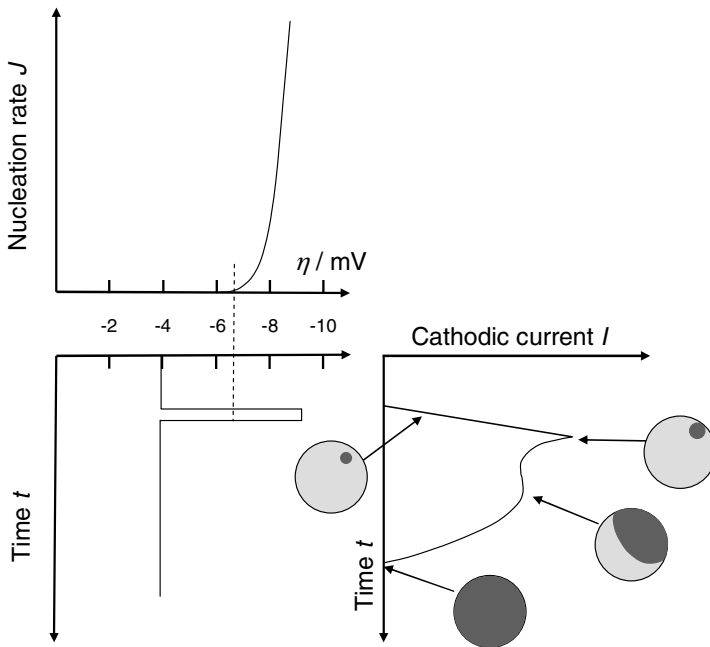 Nucleation rate J
η / mV
-2 -4 -6 -8 -10
Cathodic current I
Time t
Time t